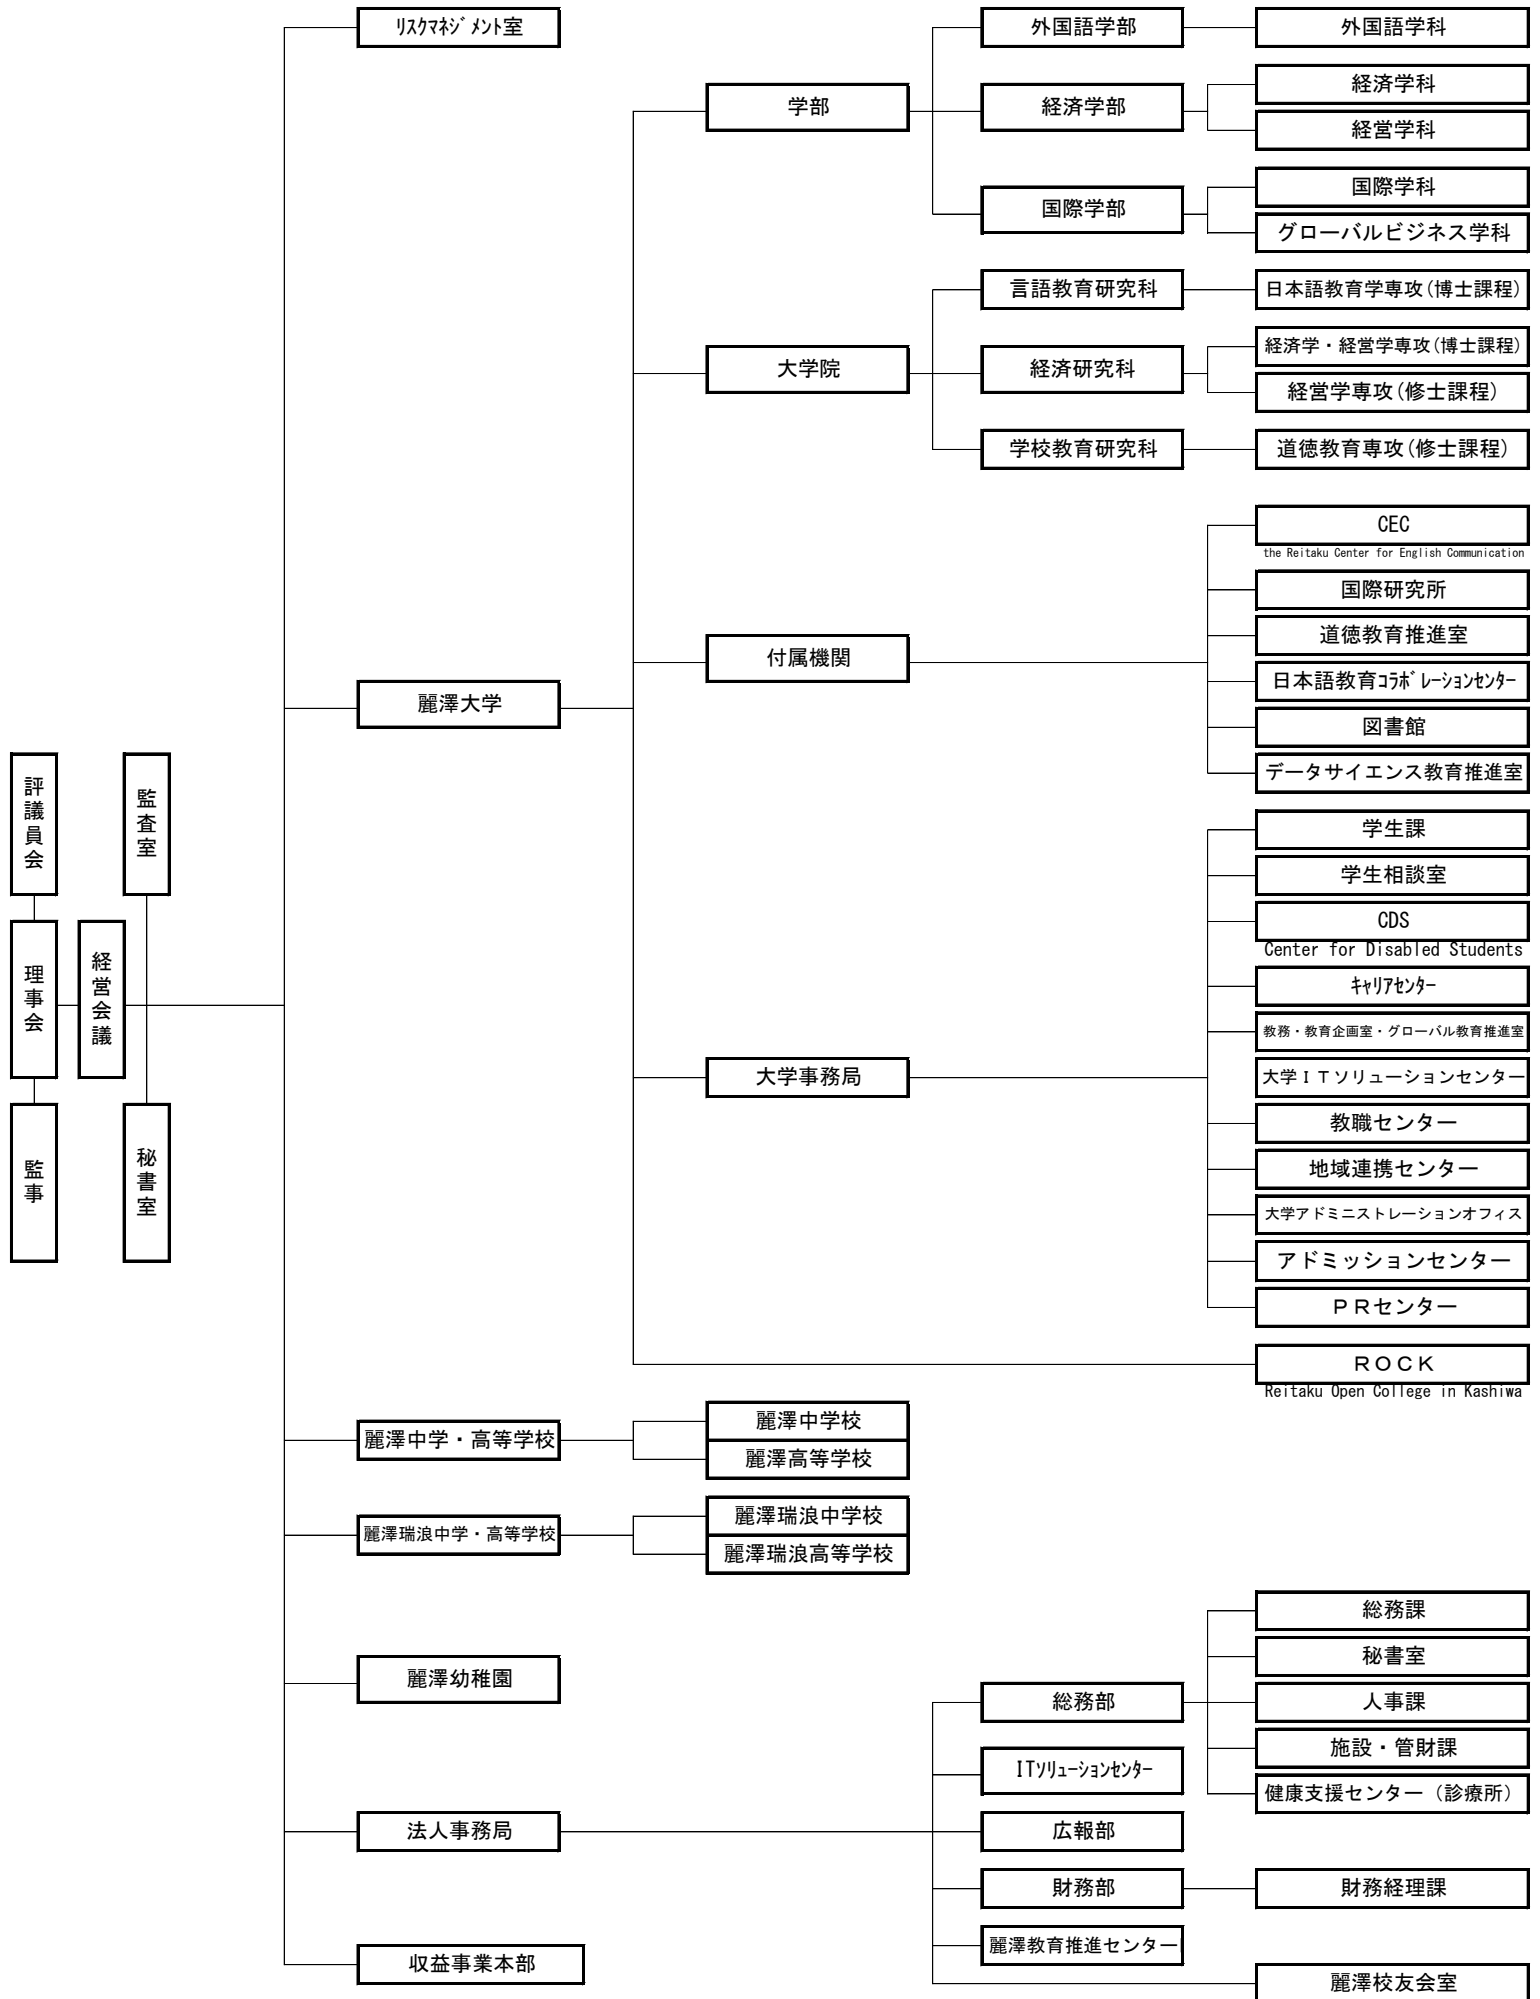 評議員会
理事会
監事
経営会議
監査室
秘書室
リスクマネジメント室
麗澤大学
学部
外国語学部
外国語学科
経済学部
経済学科
経営学科
国際学部
国際学科
グローバルビジネス学科
大学院
言語教育研究科
日本語教育学専攻(博士課程)
経済研究科
経済学・経営学専攻(博士課程)
経営学専攻(修士課程)
学校教育研究科
道徳教育専攻(修士課程)
付属機関
CEC
the Reitaku Center for English Communication
国際研究所
道徳教育推進室
日本語教育コラボレーションセンター
図書館
データサイエンス教育推進室
大学事務局
学生課
学生相談室
CDS
Center for Disabled Students
キャリアセンター
教務・教育企画室・グローバル教育推進室
大学ITソリューションセンター
教職センター
地域連携センター
大学アドミニストレーションオフィス
アドミッションセンター
PRセンター
ROCK
Reitaku Open College in Kashiwa
麗澤中学・高等学校
麗澤中学校
麗澤高等学校
麗澤瑞浪中学・高等学校
麗澤瑞浪中学校
麗澤瑞浪高等学校
麗澤幼稚園
法人事務局
総務部
総務課
秘書室
人事課
施設・管財課
健康支援センター(診療所)
ITソリューションセンター
広報部
財務部
財務経理課
麗澤教育推進センター
麗澤校友会室
収益事業本部